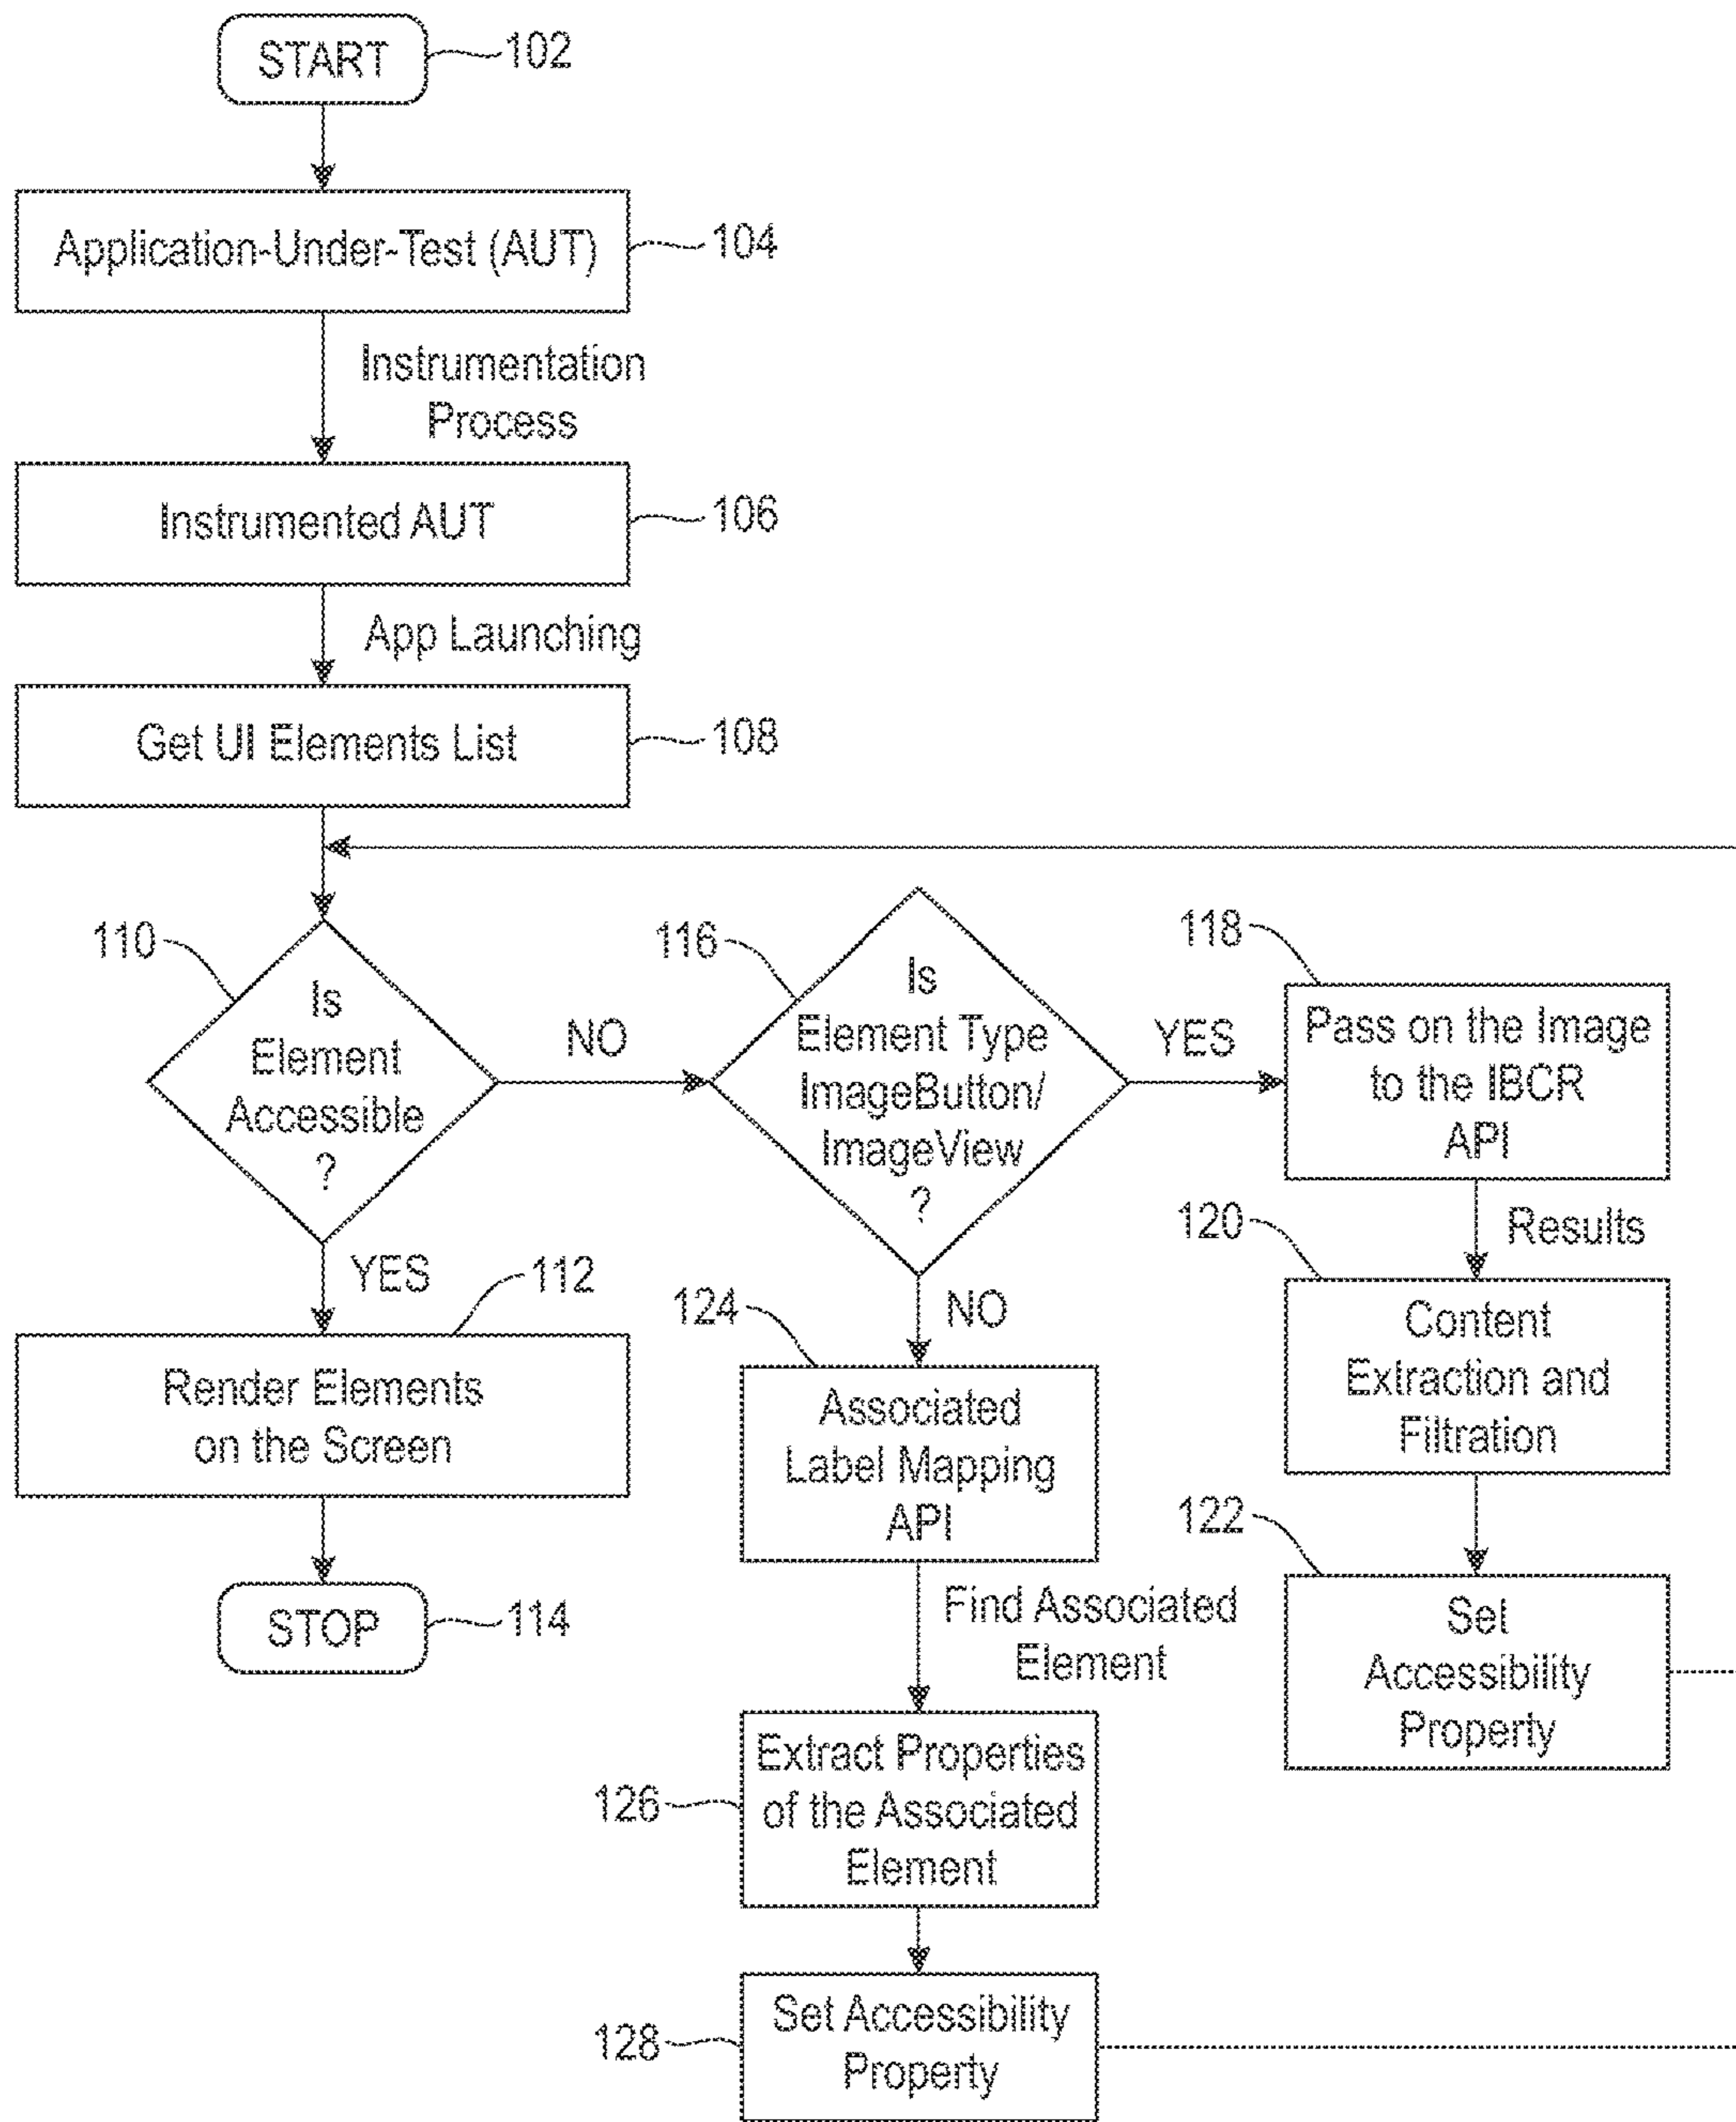 START
102
Application-Under-Test (AUT)
104
Instrumentation
Process
Instrumented AUT
106
App Launching
Get UI Elements List
108
110
Is
Element
Accessible
?
NO
YES
116
Is
Element Type
ImageButton/
ImageView
?
YES
NO
118
Pass on the Image
to the IBCR
API
Results
120
Content
Extraction and
Filtration
122
Set
Accessibility
Property
112
Render Elements
on the Screen
STOP
114
124
Associated
Label Mapping
API
Find Associated
Element
126
Extract Properties
of the Associated
Element
128
Set Accessibility
Property